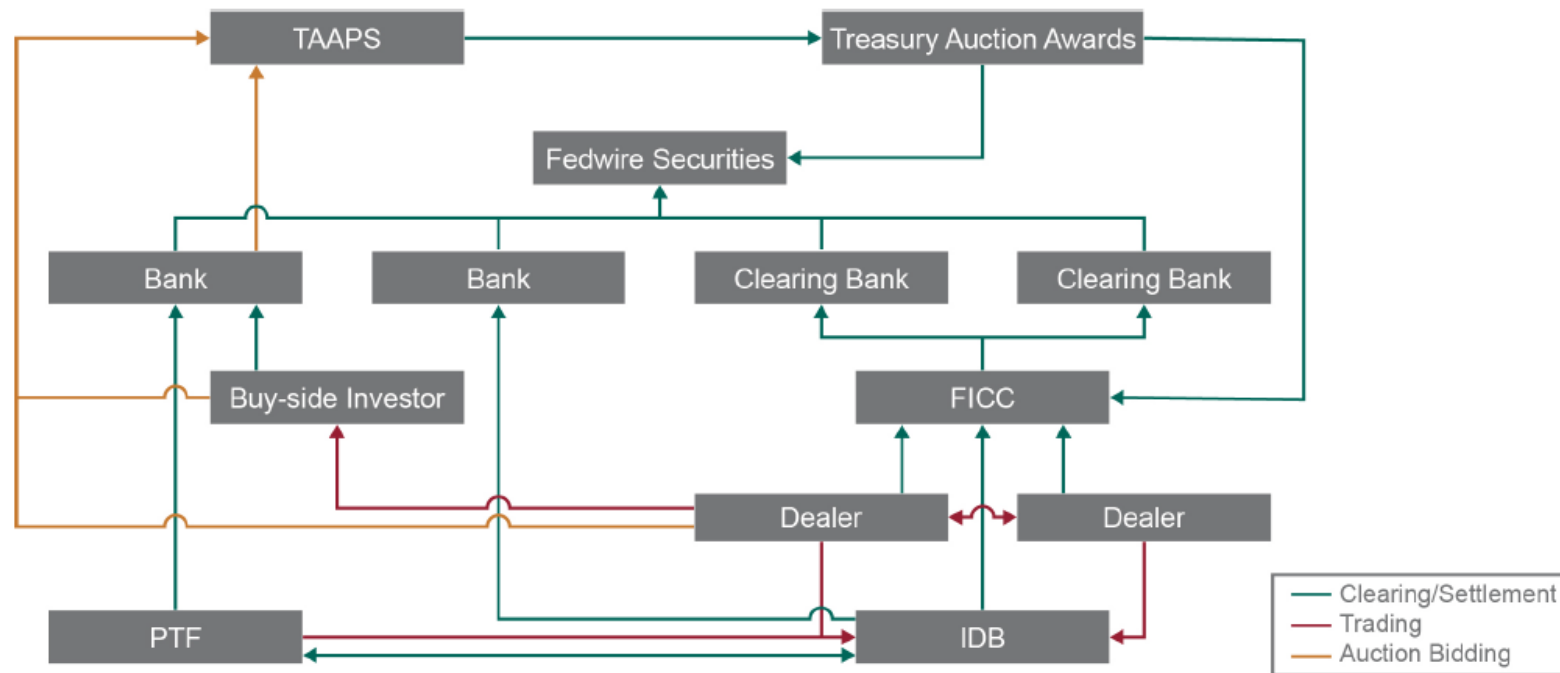 TAAPS
Treasury Auction Awards
Fedwire Securities
Bank
Bank
Clearing Bank
Clearing Bank
Buy-side Investor
FICC
Dealer
Dealer
PTF
IDB
Clearing/Settlement
Trading
Auction Bidding